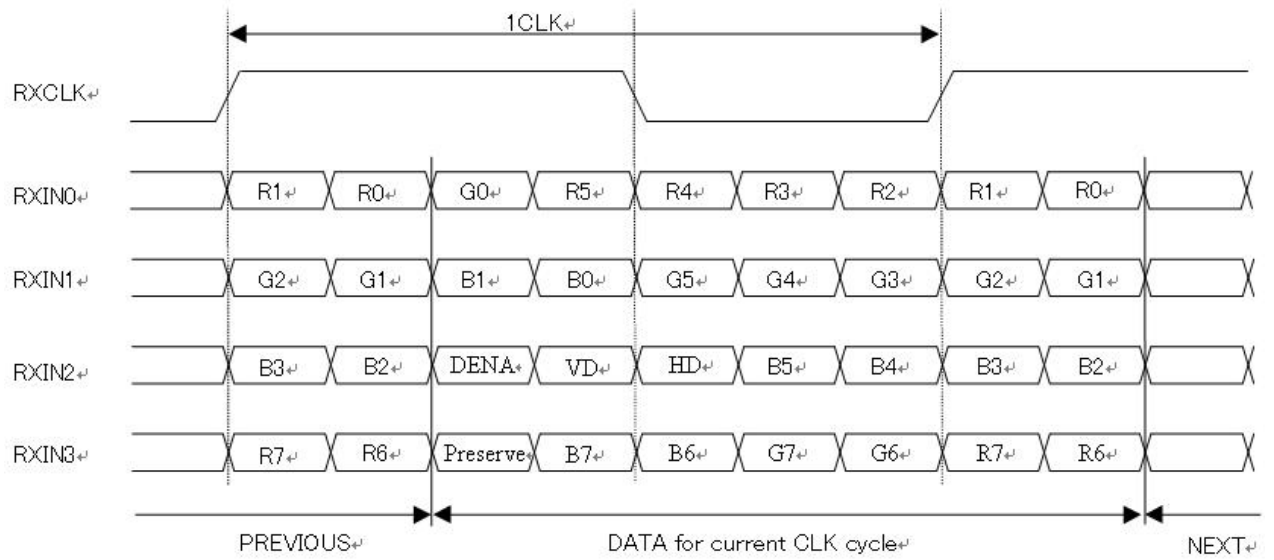 1CLK↵
RXCLK↵
RXIN0↵ R1↵ R0↵ G0↵ R5↵ R4↵ R3↵ R2↵ R1↵ R0↵
RXIN1↵ G2↵ G1↵ B1↵ B0↵ G5↵ G4↵ G3↵ G2↵ G1↵
RXIN2↵ B3↵ B2↵ DENA↵ VD↵ HD↵ B5↵ B4↵ B3↵ B2↵
RXIN3↵ R7↵ R6↵ Preserve↵ B7↵ B6↵ G7↵ G6↵ R7↵ R6↵
PREVIOUS↵ DATA for current CLK cycle↵ NEXT↵